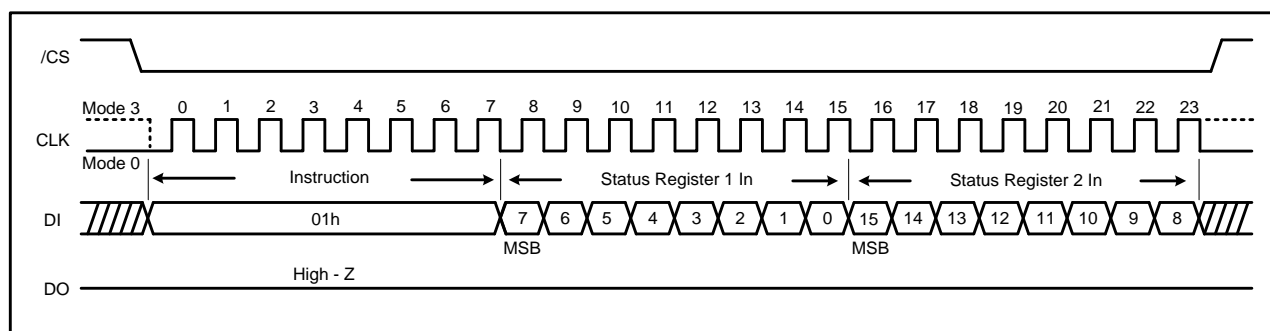 /CS
Mode 3 0 1 2 3 4 5 6 7 8 9 10 11 12 13 14 15 16 17 18 19 20 21 22 23
CLK
Mode 0
Instruction Status Register 1 In Status Register 2 In
DI 01h 7 6 5 4 3 2 1 0 15 14 13 12 11 10 9 8
MSB MSB
High - Z
DO